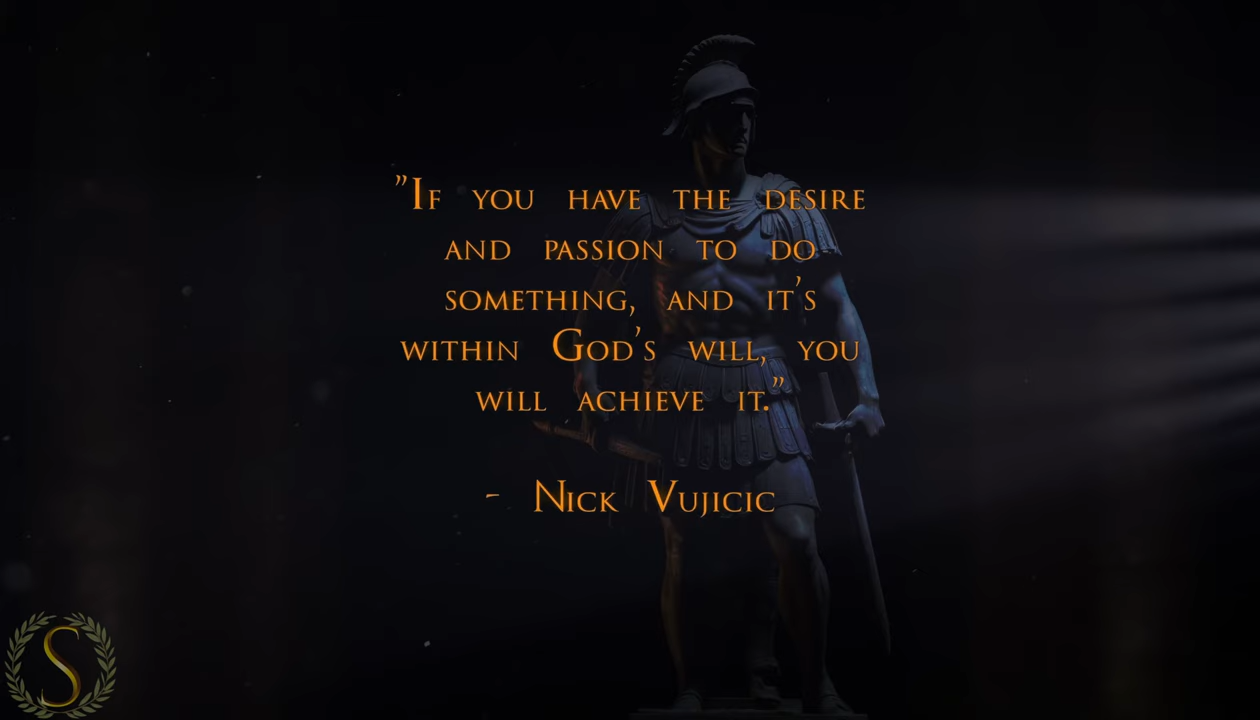 "If you have the desire
and passion to do
something, and it's
within God's will, you
will achieve it."
- Nick Vujicic
S